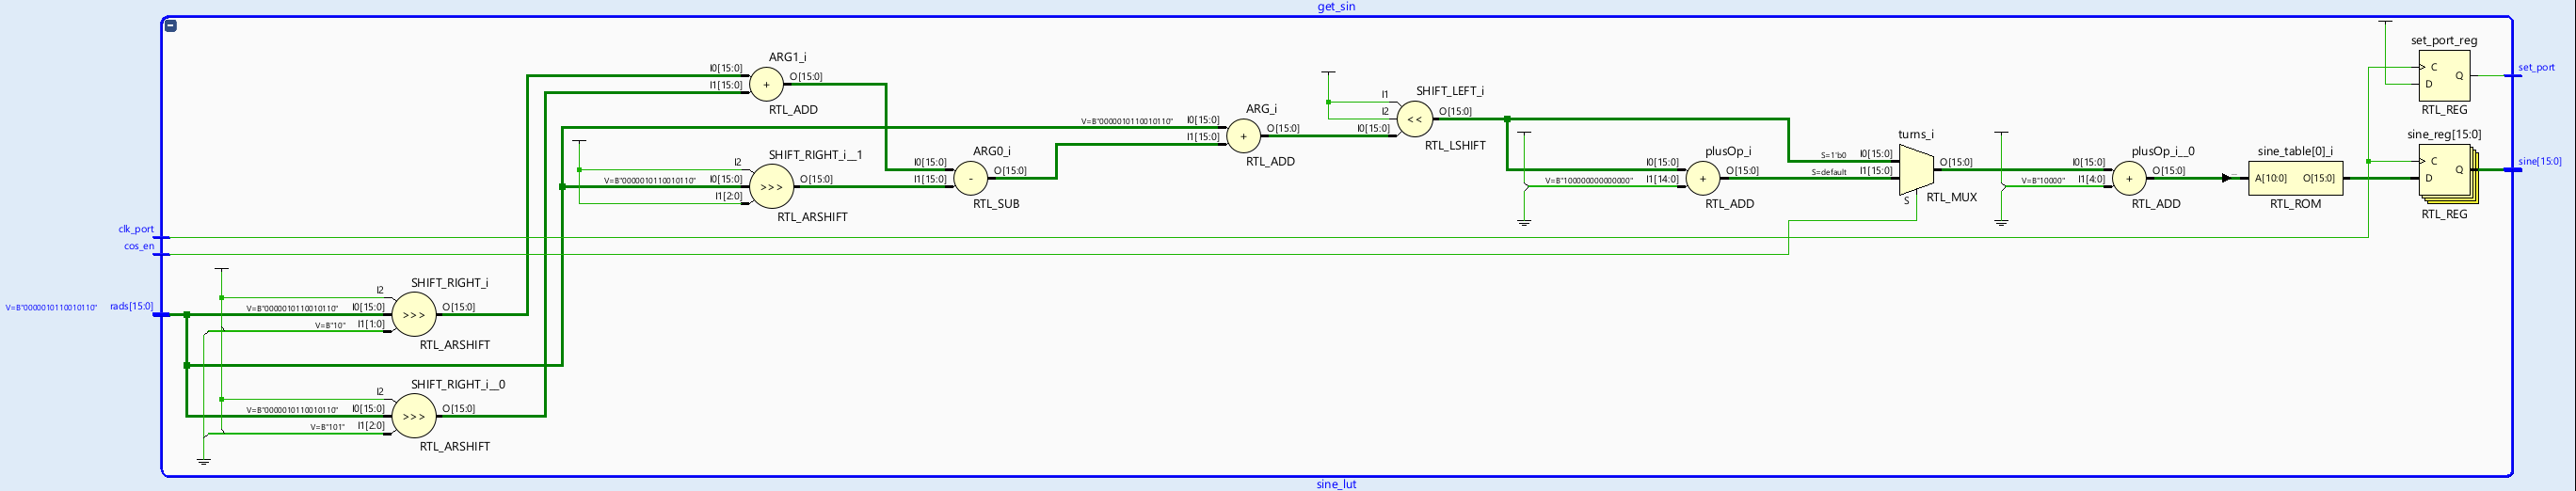 get_sin
set_port_reg
C
D
Q
RTL_REG
set_port
ARG1_i
I0[15:0]
I1[15:0]
+
O[15:0]
RTL_ADD
SHIFT_LEFT_i
I1
I2
I0[15:0]
<<
O[15:0]
RTL_LSHIFT
ARG_i
V=B"0000010110010110"
I0[15:0]
I1[15:0]
+
O[15:0]
RTL_ADD
SHIFT_RIGHT_i__1
I2
V=B"0000010110010110"
I0[15:0]
I1[2:0]
>>>
O[15:0]
RTL_ARSHIFT
ARG0_i
I0[15:0]
I1[15:0]
-
O[15:0]
RTL_SUB
plusOp_i
I0[15:0]
V=B"100000000000000"
I1[14:0]
+
O[15:0]
RTL_ADD
turns_i
S=1'b0
I0[15:0]
S=default
I1[15:0]
S
O[15:0]
RTL_MUX
plusOp_i__0
I0[15:0]
V=B"10000"
I1[4:0]
+
O[15:0]
RTL_ADD
sine_table[0]_i
A[10:0]
O[15:0]
RTL_ROM
sine_reg[15:0]
C
D
Q
RTL_REG
sine[15:0]
clk_port
cos_en
V=B"0000010110010110"
rads[15:0]
SHIFT_RIGHT_i
I2
V=B"0000010110010110"
I0[15:0]
V=B"10"
I1[1:0]
>>>
O[15:0]
RTL_ARSHIFT
SHIFT_RIGHT_i__0
I2
V=B"0000010110010110"
I0[15:0]
V=B"101"
I1[2:0]
>>>
O[15:0]
RTL_ARSHIFT
sine_lut